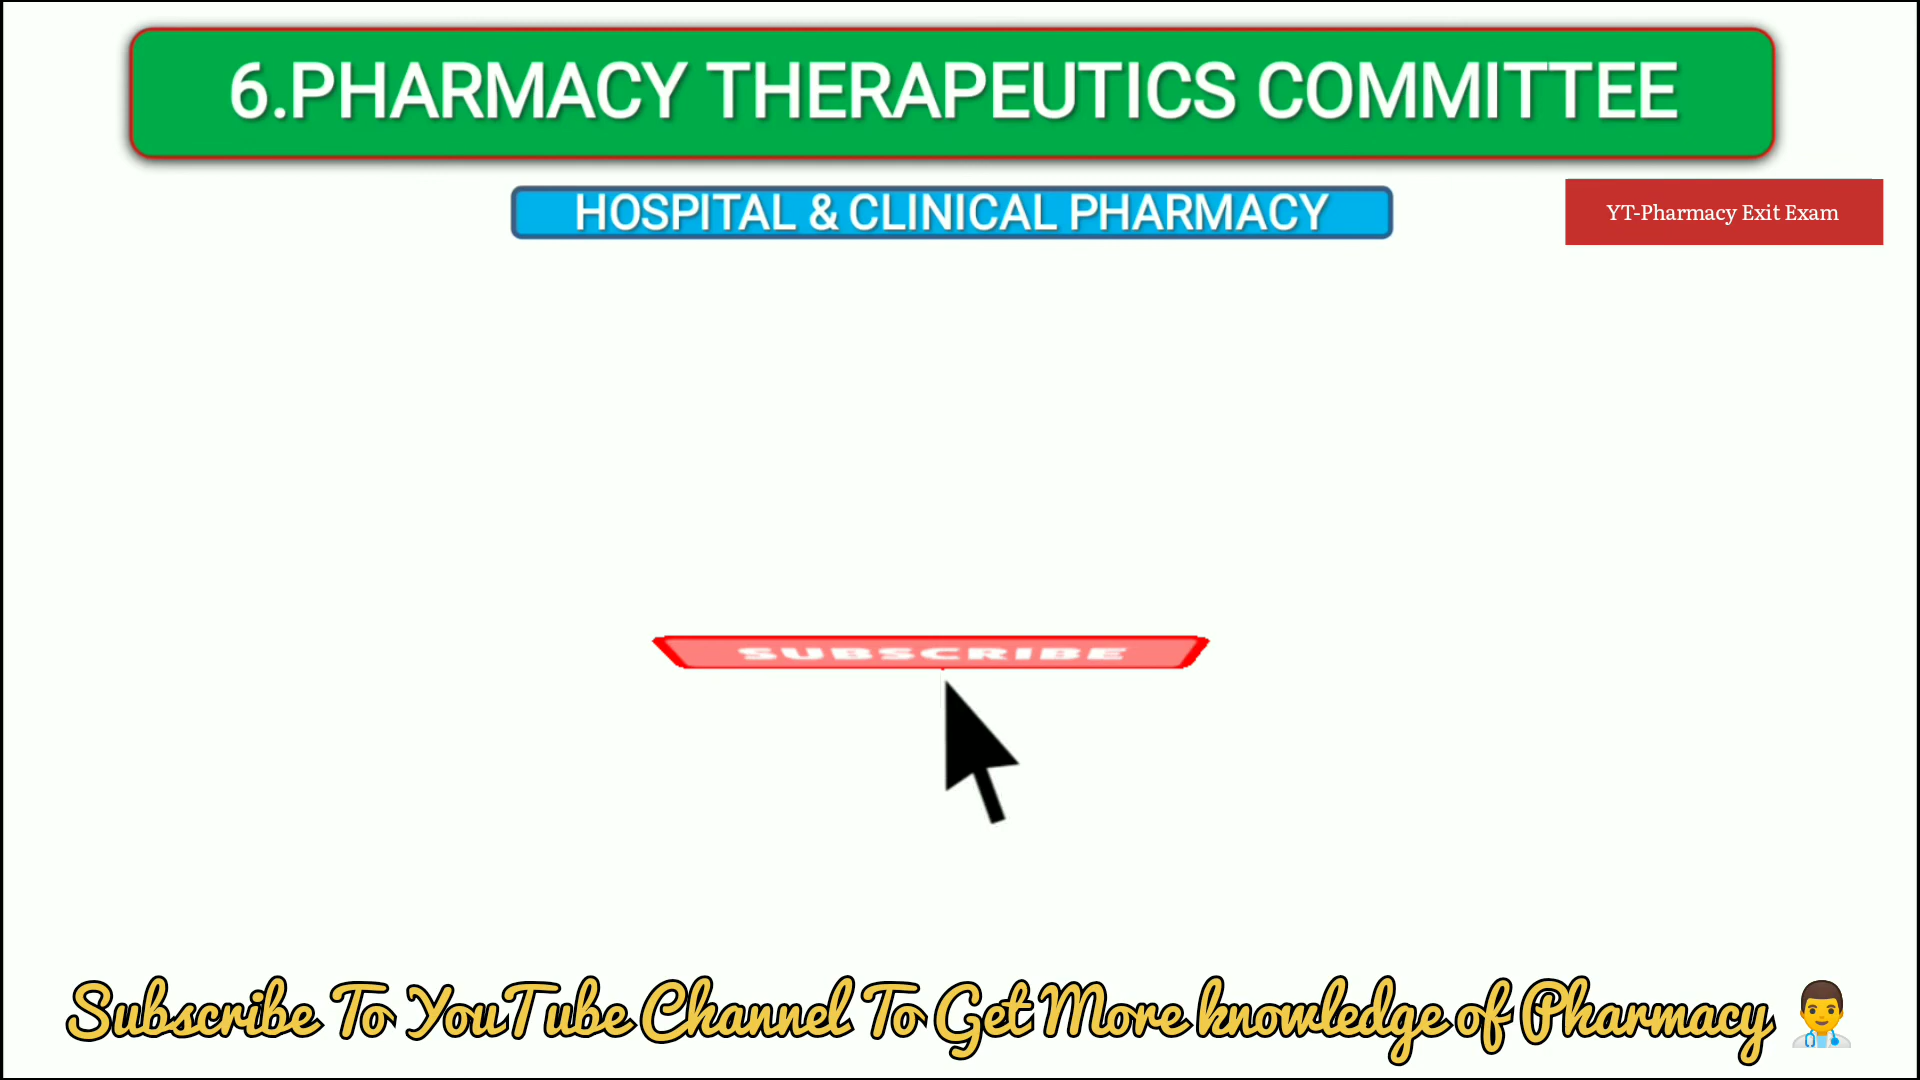 6.PHARMACY THERAPEUTICS COMMITTEE
HOSPITAL & CLINICAL PHARMACY
YT-Pharmacy Exit Exam
SUBSCRIBE
Subscribe To YouTube Channel To Get More knowledge of Pharmacy 👨‍⚕️